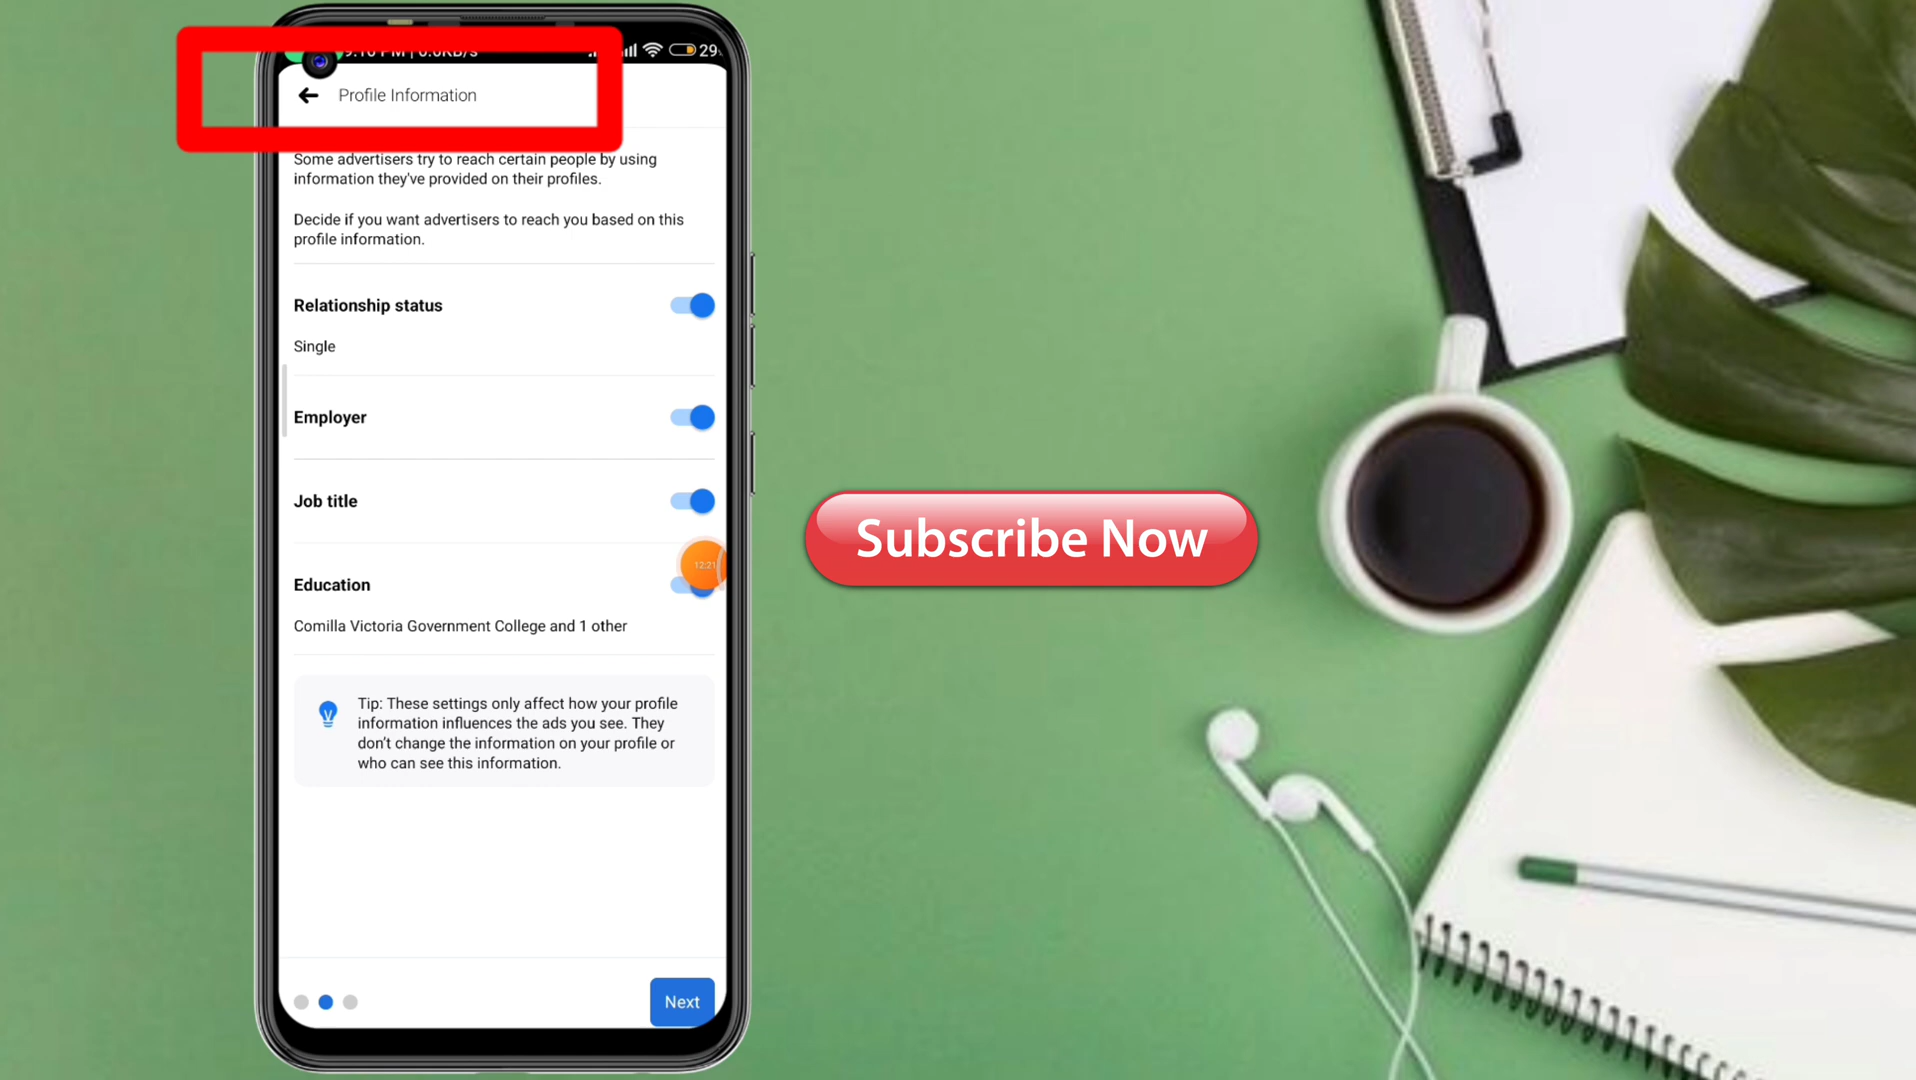 29
Profile Information
Some advertisers try to reach certain people by using
information they've provided on their profiles.
Decide if you want advertisers to reach you based on this
profile information.
Relationship status
Single
Employer
Job title
12:21
Education
Comilla Victoria Government College and 1 other
Tip: These settings only affect how your profile
information influences the ads you see. They
don't change the information on your profile or
who can see this information.
Next
Subscribe Now